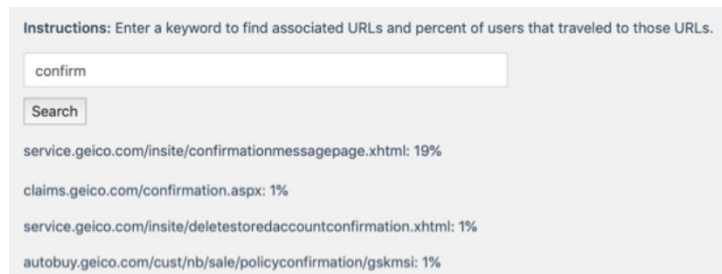 Instructions: Enter a keyword to find associated URLs and percent of users that traveled to those URLs.
confirm
Search
service.geico.com/insite/confirmationmessagepage.xhtml: 19%
claims.geico.com/confirmation.aspx: 1%
service.geico.com/insite/deletestoredaccountconfirmation.xhtml: 1%
autobuy.geico.com/cust/nb/sale/policyconfirmation/gskmsi: 1%